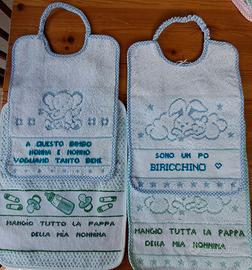 A QUESTO BIMBO
NONNA E NONNO
VOGLIAMO TANTO BENE
SONO UN PO
BIRICCHINO
MANGIO TUTTO LA PAPPA
DELLA MIA NONNINA
MANGIO TUTTA LA PAPPA
DELLA MIA NONNINA